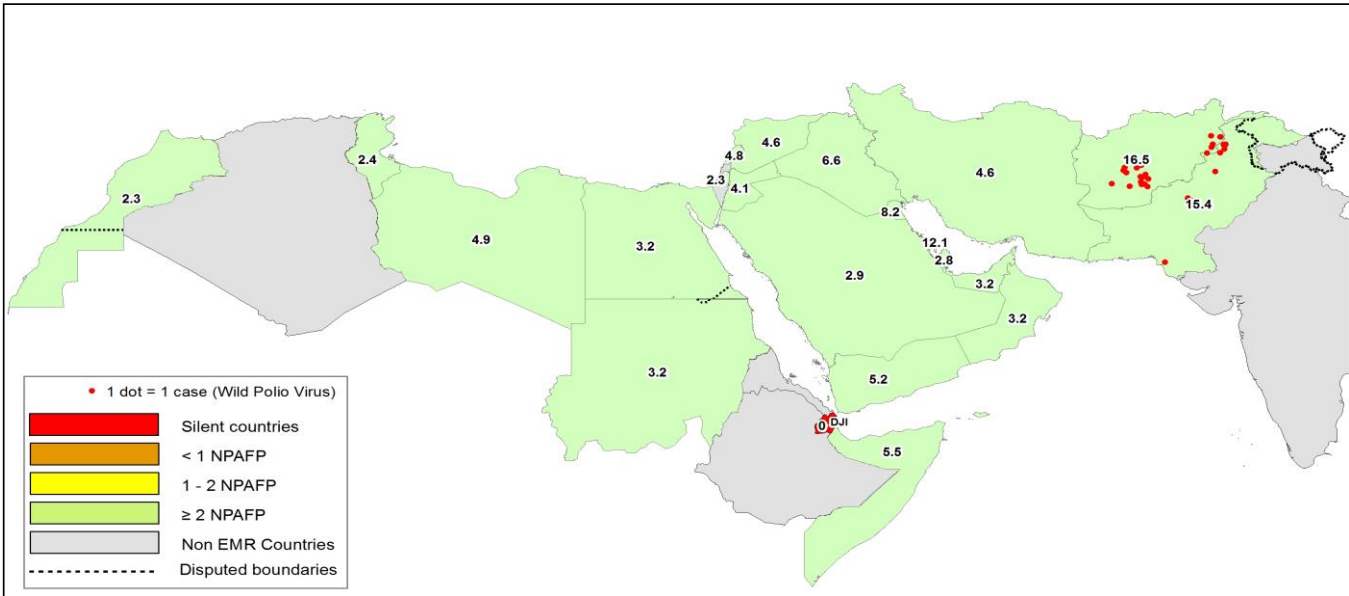 4.6
4.8
6.6
4.6
16.5
2.4
2.3
2.3
4.1
15.4
8.2
4.9
3.2
12.1
2.8
2.9
3.2
3.2
3.2
5.2
0
DJI
5.5
1 dot = 1 case (Wild Polio Virus)
Silent countries
< 1 NPAFP
1 - 2 NPAFP
≥ 2 NPAFP
Non EMR Countries
Disputed boundaries